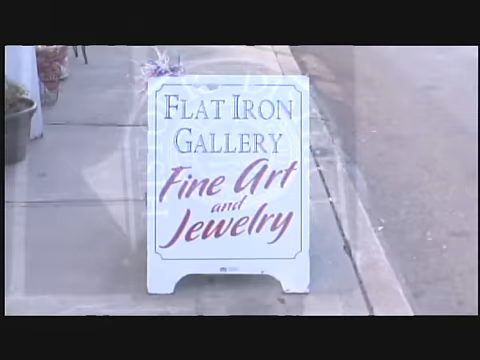 FLAT IRON
GALLERY
Fine Art
and
Jewelry